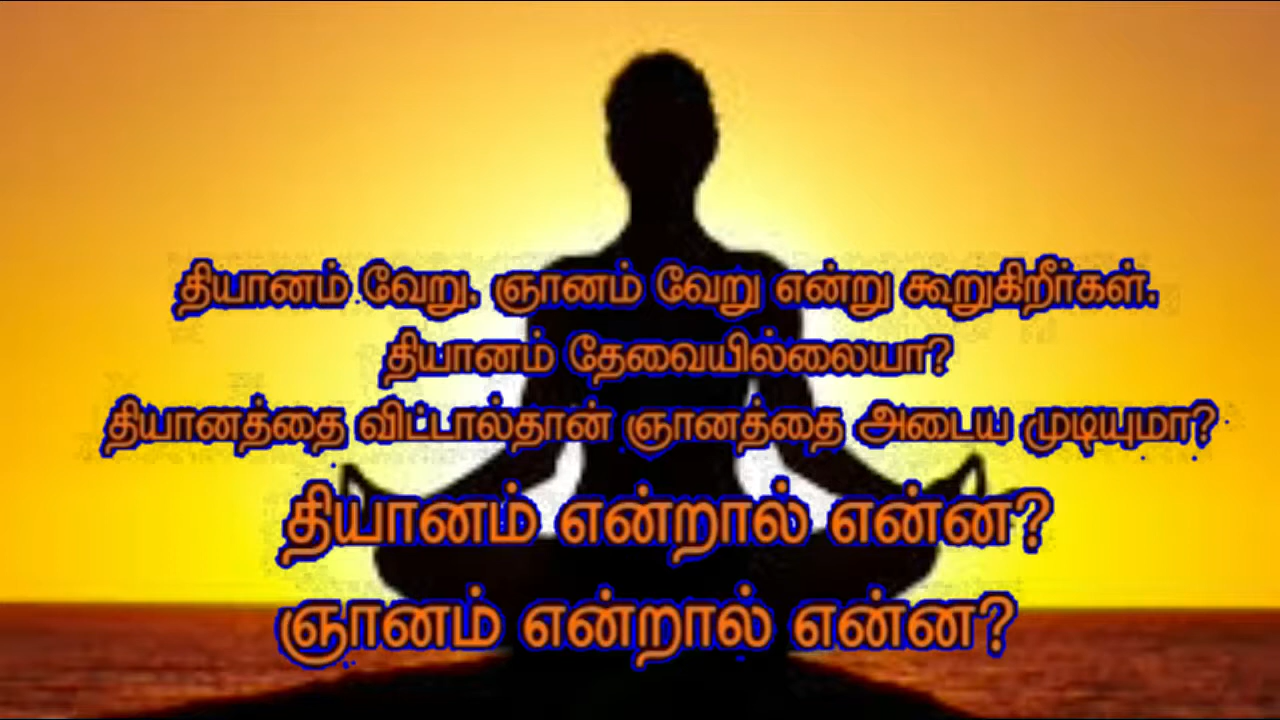 தியானம் வேறு, ஞானம் வேறு என்று கூறுகிறீர்கள்.
தியானம் தேவையில்லையா?
தியானத்தை விட்டால்தான் ஞானத்தை அடைய முடியுமா?
தியானம் என்றால் என்ன?
ஞானம் என்றால் என்ன?